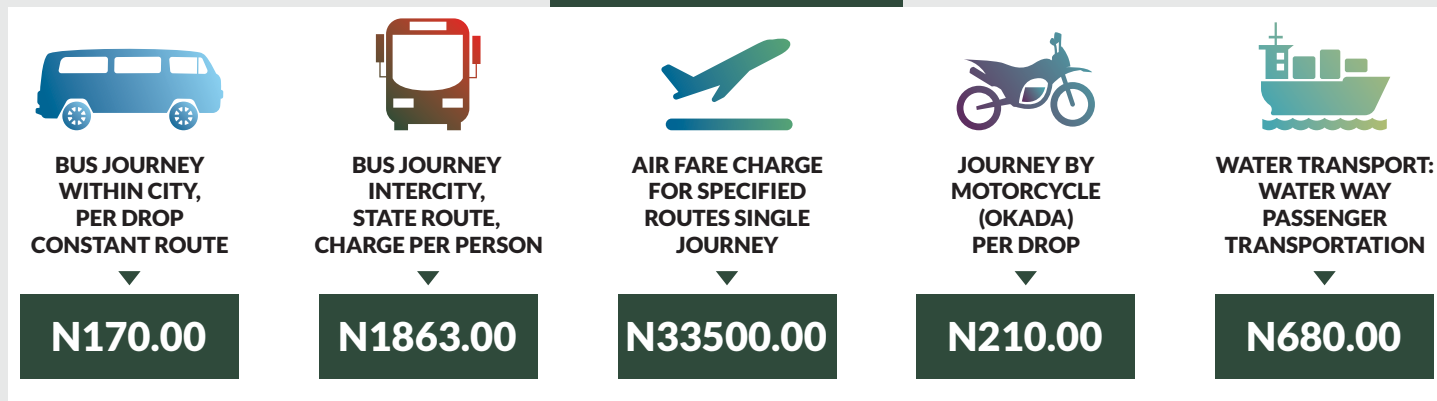 BUS JOURNEY
WITHIN CITY,
PER DROP
CONSTANT ROUTE
N170.00
BUS JOURNEY
INTERCITY,
STATE ROUTE,
CHARGE PER PERSON
N1863.00
AIR FARE CHARGE
FOR SPECIFIED
ROUTES SINGLE
JOURNEY
N33500.00
JOURNEY BY
MOTORCYCLE
(OKADA)
PER DROP
N210.00
WATER TRANSPORT:
WATER WAY
PASSENGER
TRANSPORTATION
N680.00